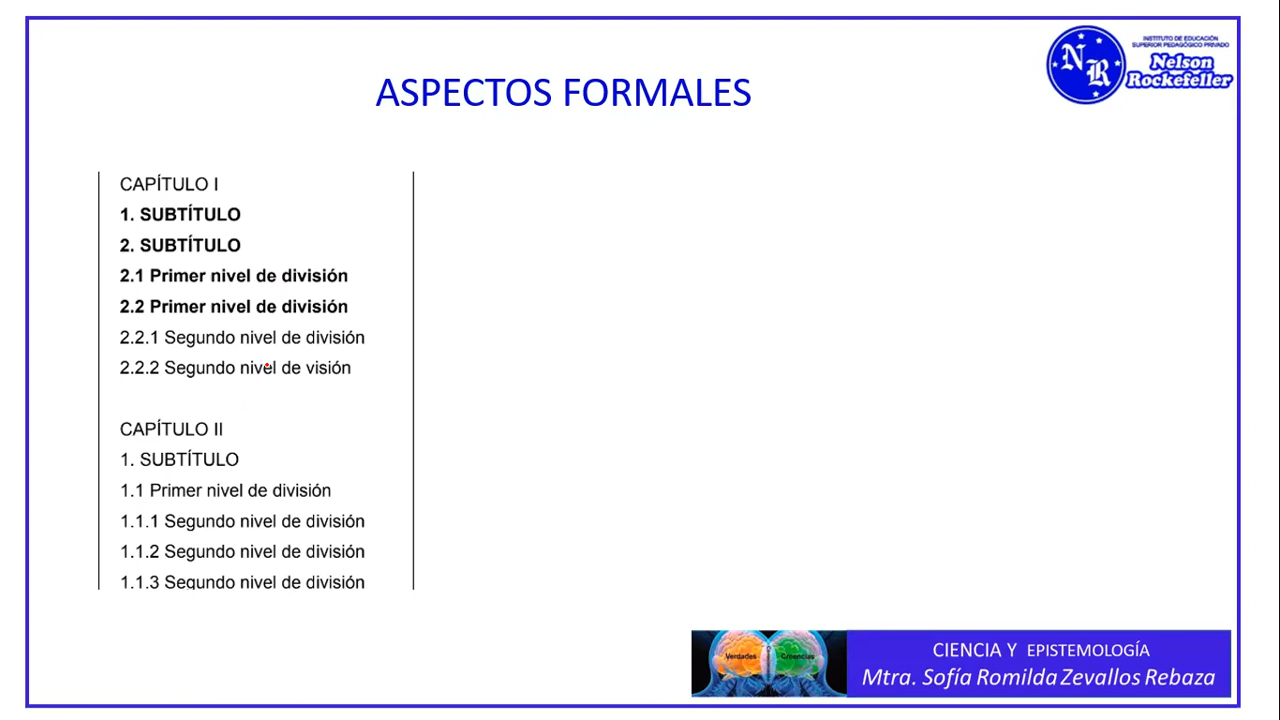 INSTITUTO DE EDUCACIÓN
SUPERIOR PEDAGÓGICO PRIVADO
NR
Nelson
Rockefeller
ASPECTOS FORMALES
CAPÍTULO I
1. SUBTÍTULO
2. SUBTÍTULO
2.1 Primer nivel de división
2.2 Primer nivel de división
2.2.1 Segundo nivel de división
2.2.2 Segundo nivel de visión
CAPÍTULO II
1. SUBTÍTULO
1.1 Primer nivel de división
1.1.1 Segundo nivel de división
1.1.2 Segundo nivel de división
1.1.3 Segundo nivel de división
Verdades
Creencias
CIENCIA Y EPISTEMOLOGÍA
Mtra. Sofía Romilda Zevallos Rebaza